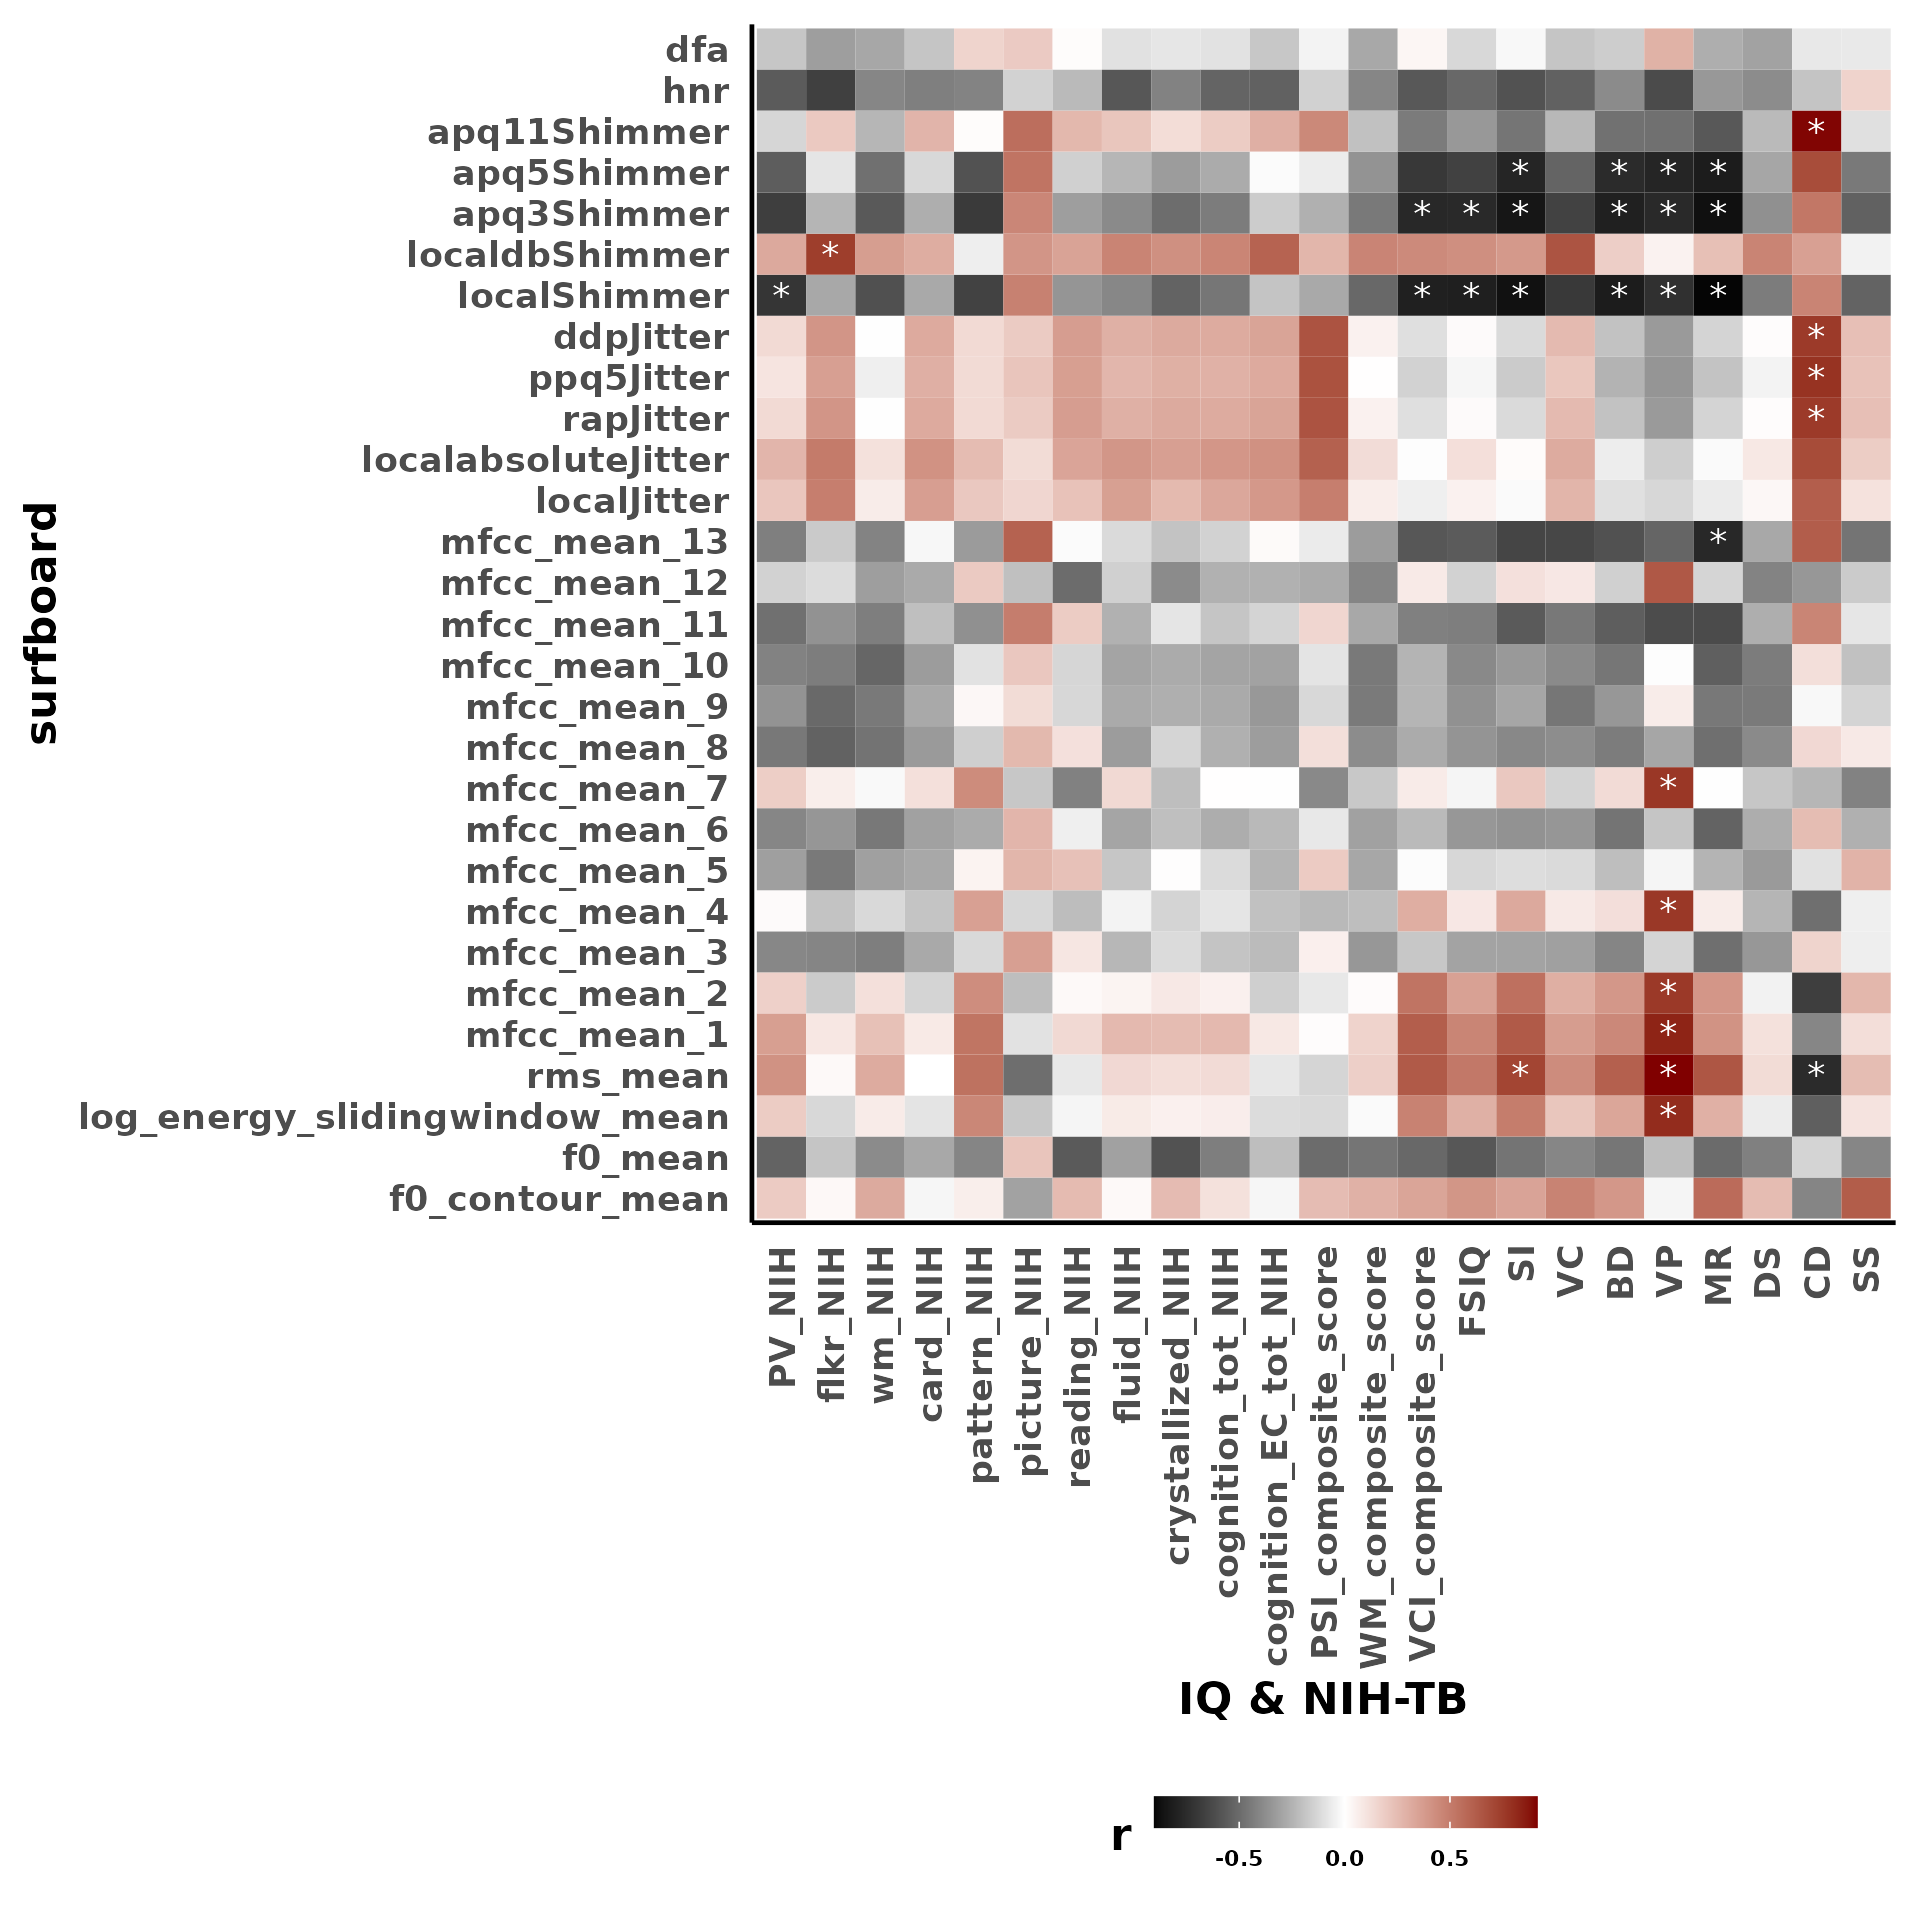 surfboard
dfa
hnr
apq11Shimmer *
apq5Shimmer * * * *
apq3Shimmer * * * * * *
localdbShimmer *
localShimmer * * * * * * *
ddpJitter *
ppq5Jitter *
rapJitter *
localabsoluteJitter
localJitter
mfcc_mean_13 *
mfcc_mean_12
mfcc_mean_11
mfcc_mean_10
mfcc_mean_9
mfcc_mean_8
mfcc_mean_7 *
mfcc_mean_6
mfcc_mean_5
mfcc_mean_4 *
mfcc_mean_3
mfcc_mean_2 *
mfcc_mean_1 *
rms_mean * * *
log_energy_slidingwindow_mean *
f0_mean
f0_contour_mean
PV_NIH
flkr_NIH
wm_NIH
card_NIH
pattern_NIH
picture_NIH
reading_NIH
fluid_NIH
crystallized_NIH
cognition_tot_NIH
cognition_EC_tot_NIH
PSI_composite_score
WM_composite_score
VCI_composite_score
FSIQ
SI
VC
BD
VP
MR
DS
CD
SS
IQ & NIH-TB
r
-0.5 0.0 0.5